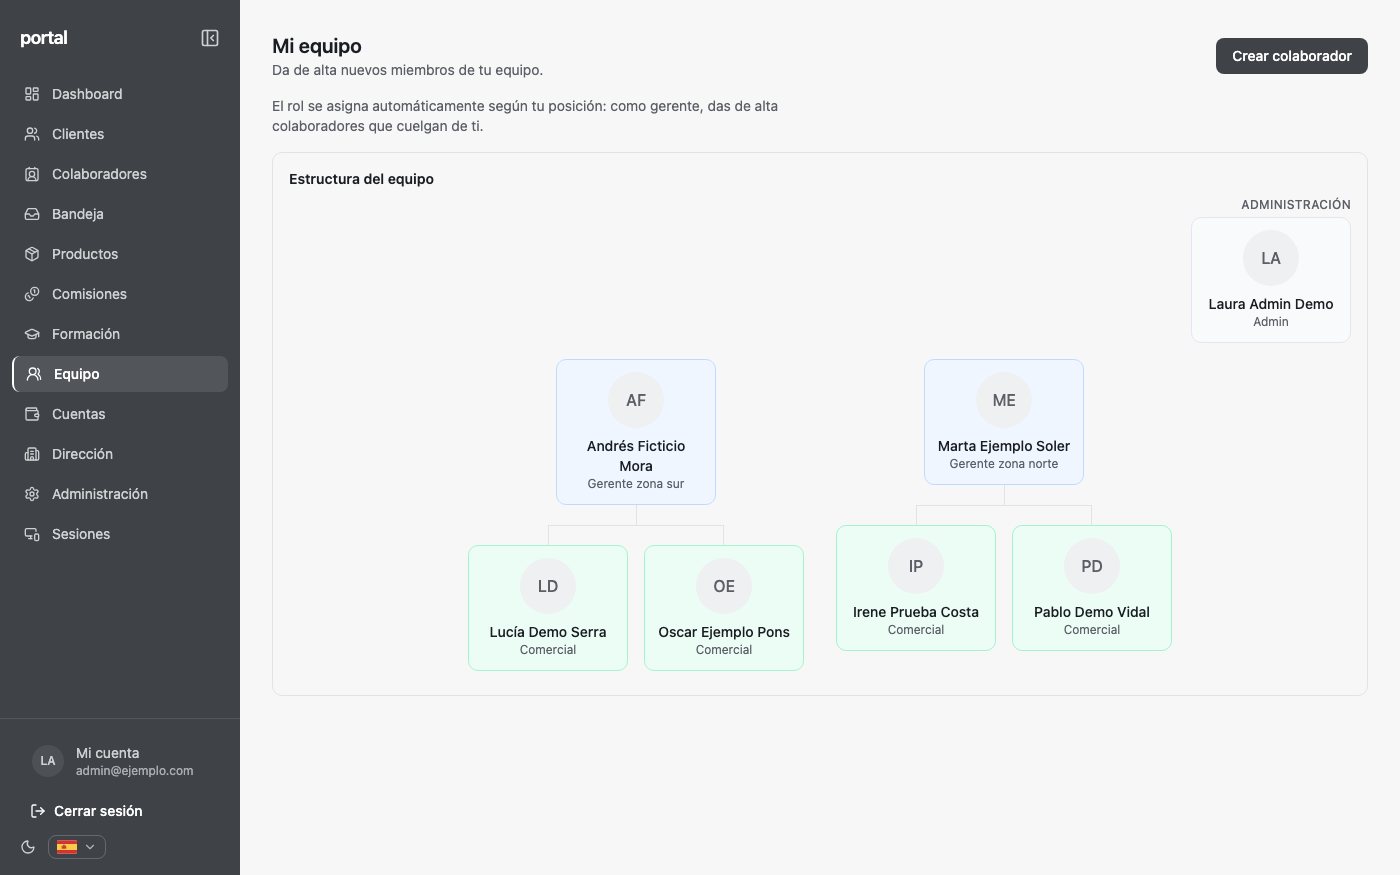 portal
Dashboard
Clientes
Colaboradores
Bandeja
Productos
Comisiones
Formación
Equipo
Cuentas
Dirección
Administración
Sesiones
LA
Mi cuenta
admin@ejemplo.com
Cerrar sesión
Mi equipo
Da de alta nuevos miembros de tu equipo.
Crear colaborador
El rol se asigna automáticamente según tu posición: como gerente, das de alta
colaboradores que cuelgan de ti.
Estructura del equipo
ADMINISTRACIÓN
LA
Laura Admin Demo
Admin
AF
Andrés Ficticio
Mora
Gerente zona sur
ME
Marta Ejemplo Soler
Gerente zona norte
LD
Lucía Demo Serra
Comercial
OE
Oscar Ejemplo Pons
Comercial
IP
Irene Prueba Costa
Comercial
PD
Pablo Demo Vidal
Comercial